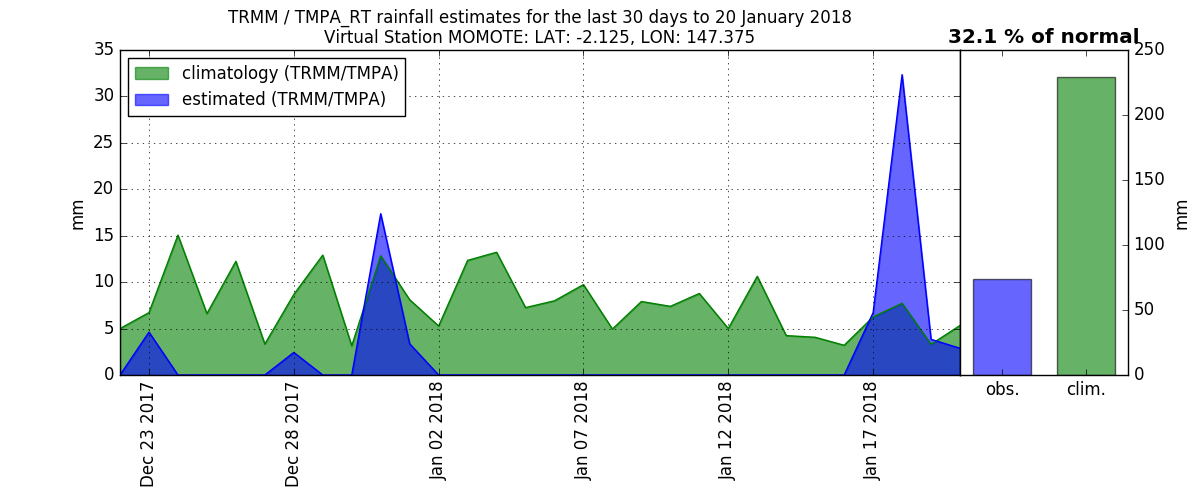 TRMM / TMPA_RT rainfall estimates for the last 30 days to 20 January 2018
Virtual Station MOMOTE: LAT: -2.125, LON: 147.375
32.1 % of normal
climatology (TRMM/TMPA)
estimated (TRMM/TMPA)
35
30
25
20
15
10
5
0
mm
Dec 23 2017
Dec 28 2017
Jan 02 2018
Jan 07 2018
Jan 12 2018
Jan 17 2018
obs.
clim.
250
200
150
100
50
0
mm